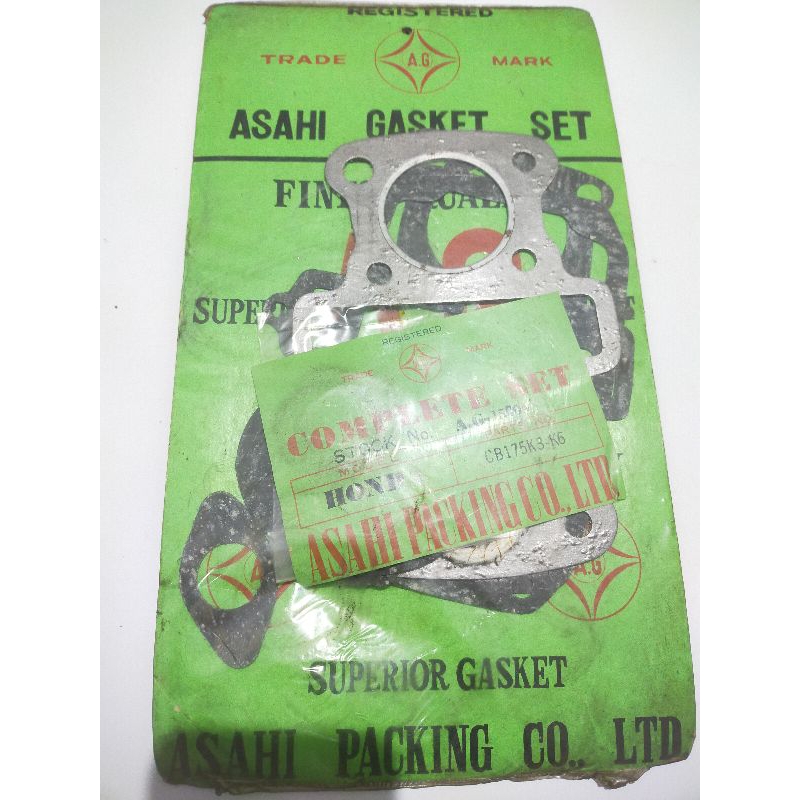 REGISTERED
TRADE A.G MARK
ASAHI GASKET SET
REGISTERED
TRADE MARK
COMPLETE SET
STOCK No.
CB175K3-K6
ASAHI PACKING CO., LTD.
A.G
SUPERIOR GASKET
ASAHI PACKING CO., LTD.